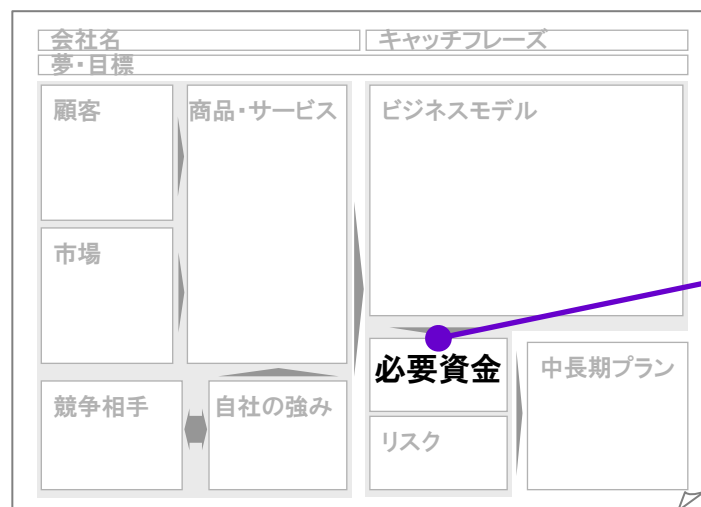 会社名
キャッチフレーズ
夢・目標
顧客
商品・サービス
ビジネスモデル
市場
必要資金
中長期プラン
競争相手
自社の強み
リスク